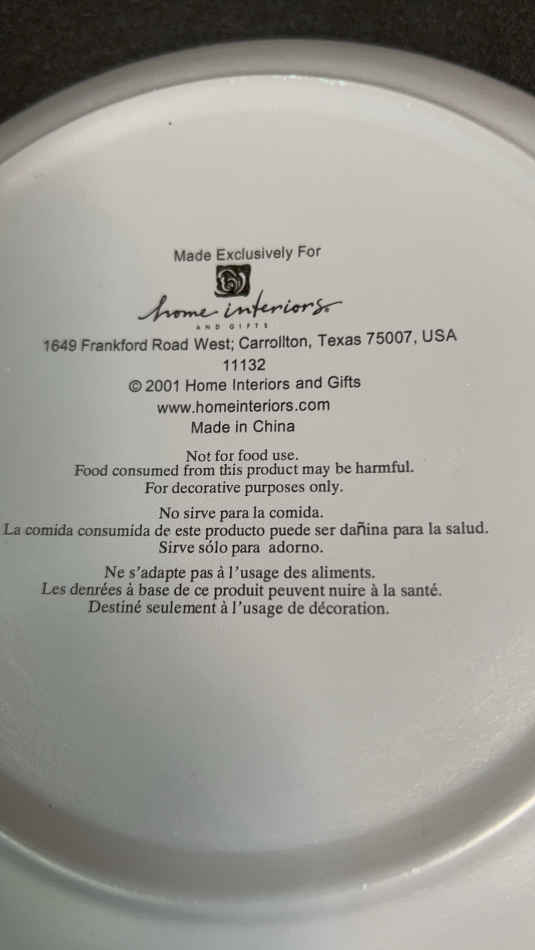 Made Exclusively For
home interiors®
AND GIFTS
1649 Frankford Road West; Carrollton, Texas 75007, USA
11132
© 2001 Home Interiors and Gifts
www.homeinteriors.com
Made in China
Not for food use.
Food consumed from this product may be harmful.
For decorative purposes only.
No sirve para la comida.
La comida consumida de este producto puede ser dañina para la salud.
Sirve sólo para adorno.
Ne s'adapte pas à l'usage des aliments.
Les denrées à base de ce produit peuvent nuire à la santé.
Destiné seulement à l'usage de décoration.